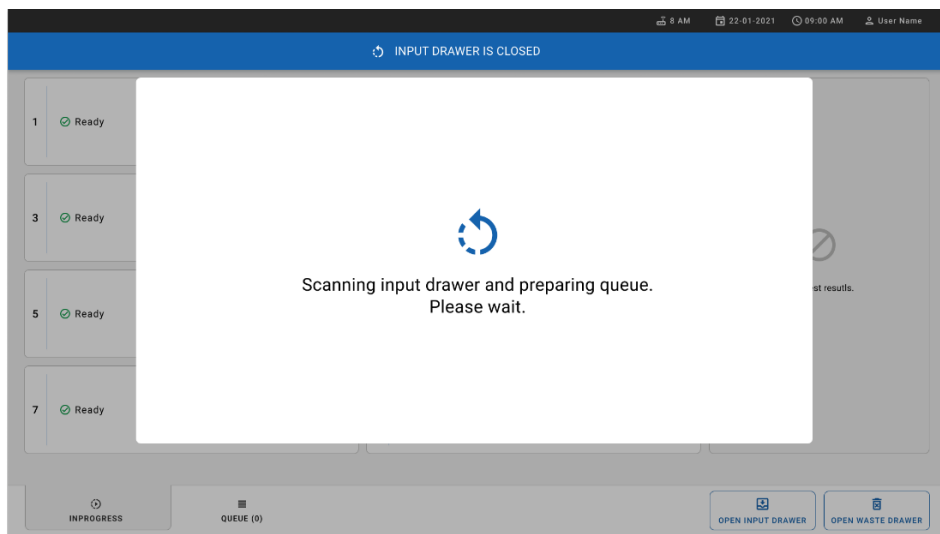 8 AM 22-01-2021 09:00 AM User Name
INPUT DRAWER IS CLOSED
1 Ready
3 Ready
5 Ready
7 Ready
Scanning input drawer and preparing queue.
Please wait.
resutls.
INPROGRESS
QUEUE (0)
OPEN INPUT DRAWER
OPEN WASTE DRAWER